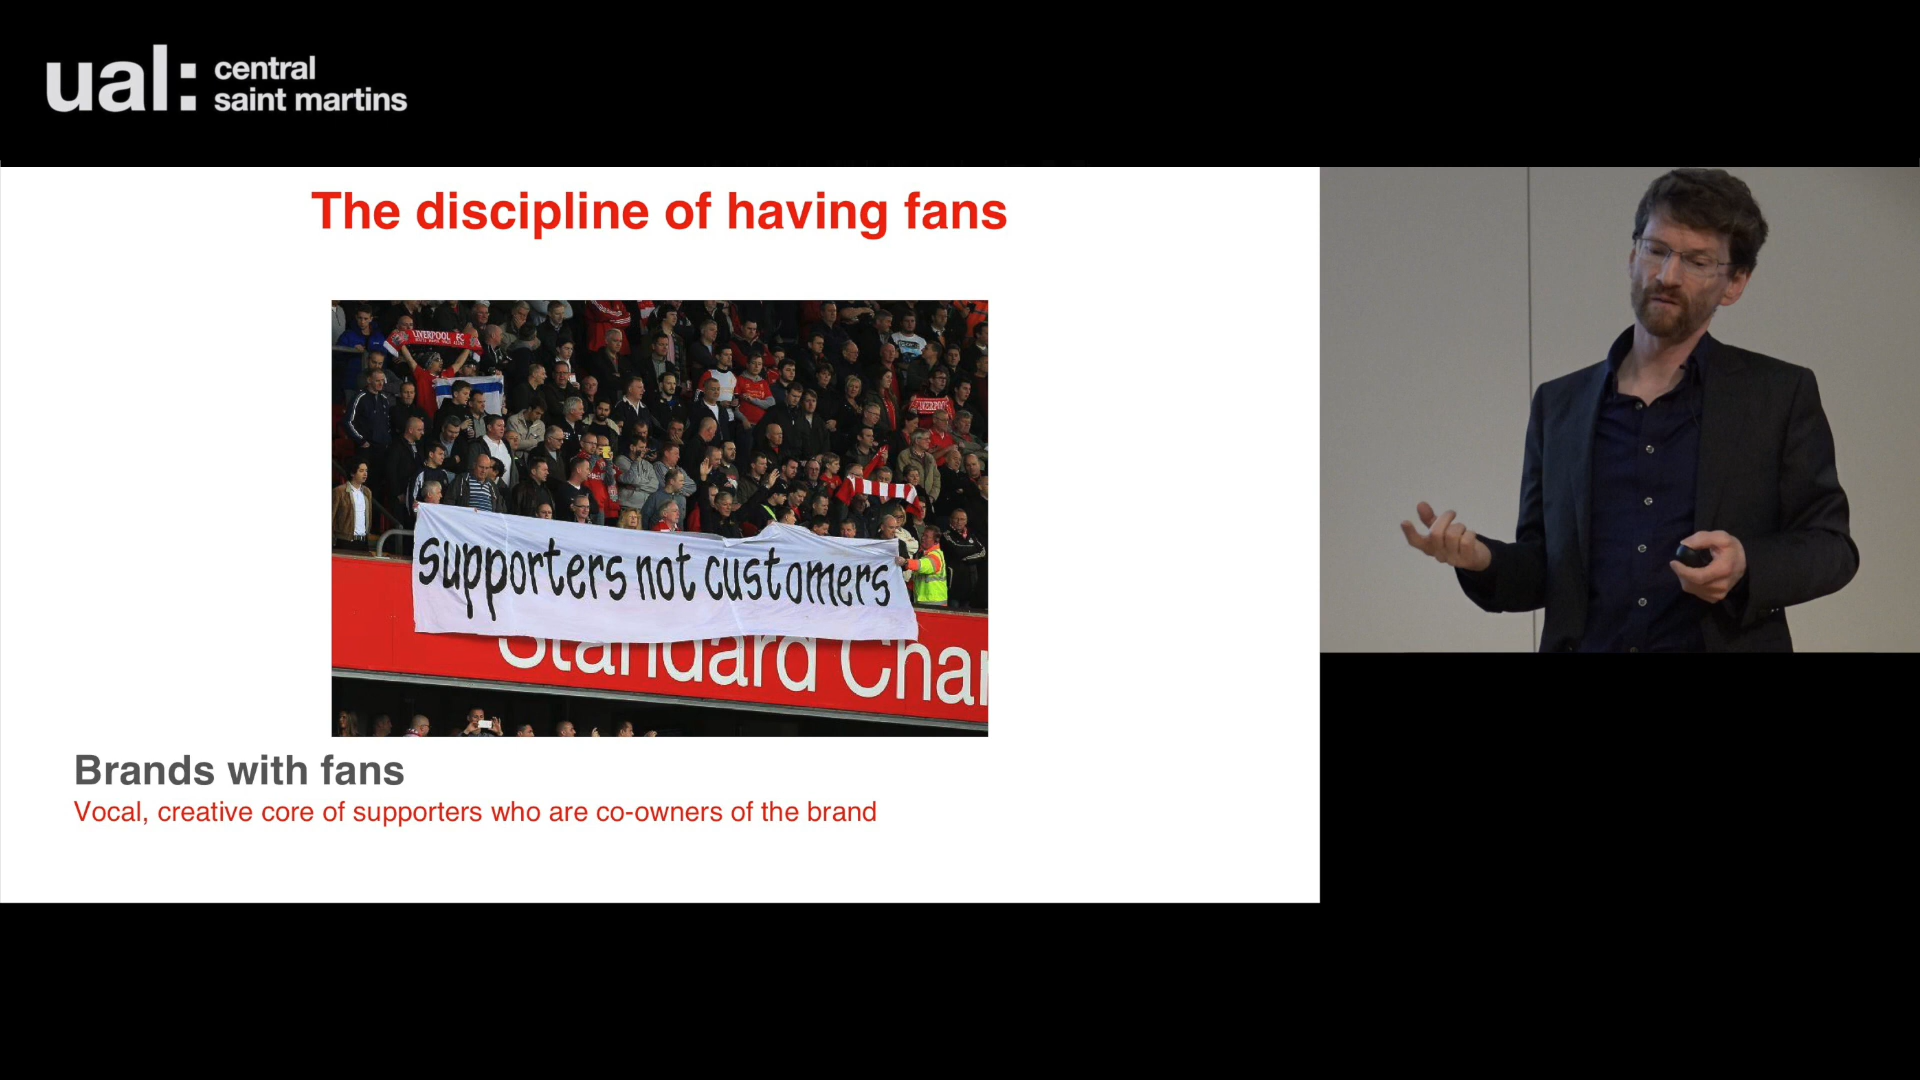 ual:
central
saint martins
The discipline of having fans
LIVERPOOL FC
supporters not customers
Standard Char
Brands with fans
Vocal, creative core of supporters who are co-owners of the brand